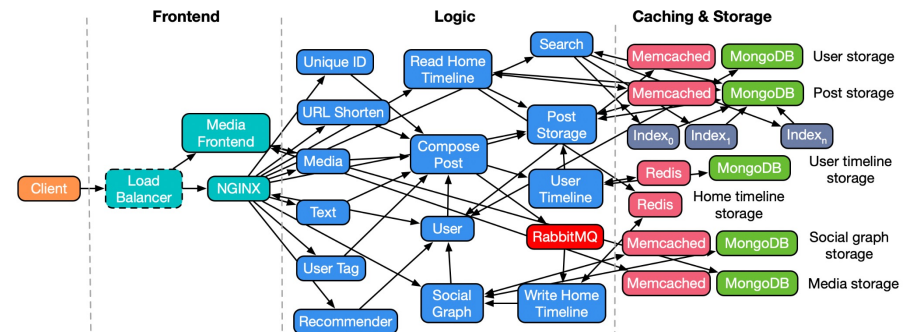 Frontend
Logic
Caching & Storage
Client
Load
Balancer
Media
Frontend
NGINX
Unique ID
URL Shorten
Media
Text
User Tag
Recommender
Read Home
Timeline
Compose
Post
User
Social
Graph
Search
Post
Storage
User
Timeline
RabbitMQ
Write Home
Timeline
Memcached
MongoDB
User storage
Memcached
MongoDB
Post storage
Index0
Index1
Indexn
Redis
MongoDB
User timeline
storage
Redis
Home timeline
storage
Memcached
MongoDB
Social graph
storage
Memcached
MongoDB
Media storage